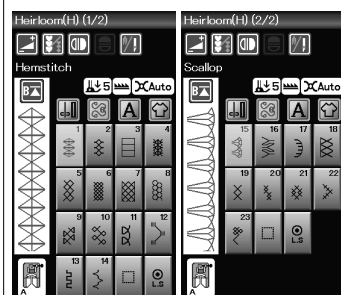 Heirloom(H) (1/2)
Hemstitch
5
Auto
B
A
1 2 3 4
5 6 7 8
9 10 11 12
13 14
L.S
A
Heirloom(H) (2/2)
Scallop
5
Auto
B
A
15 16 17 18
19 20 21 22
23
L.S
A